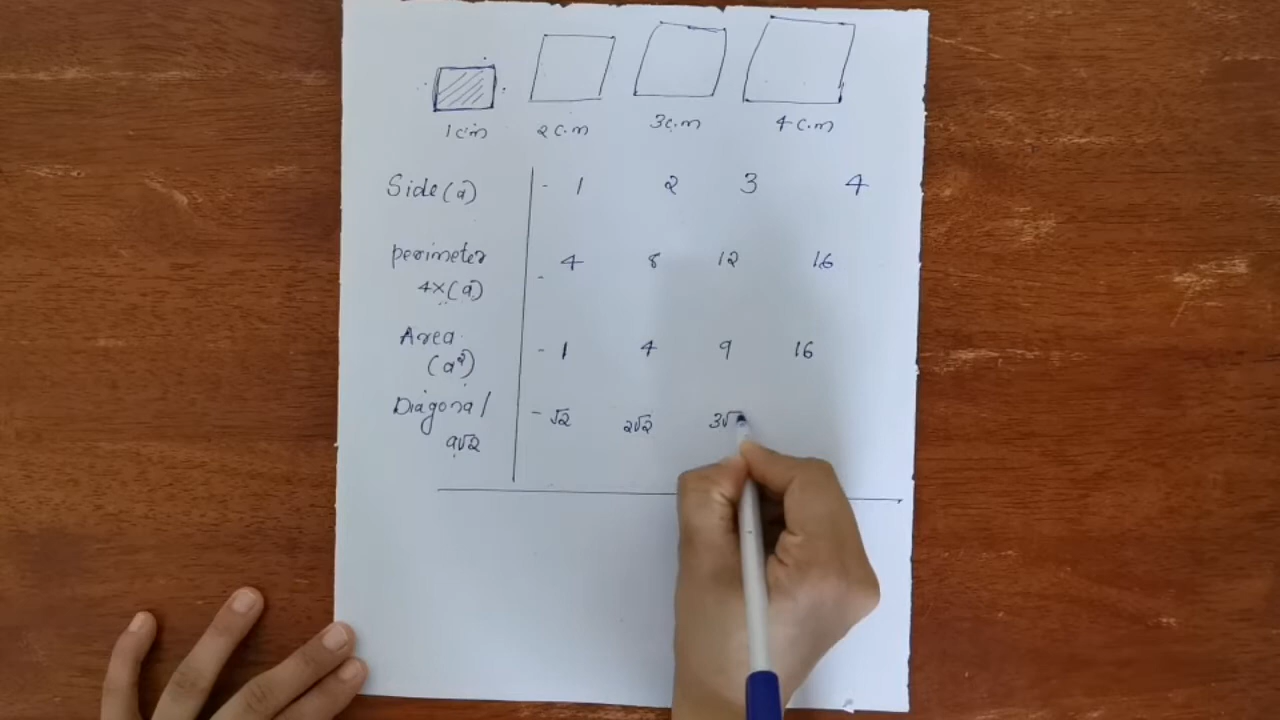 1cm 2c.m 3c.m 4c.m
Side (a) - 1 2 3 4
perimeter - 4 8 12 16
4×(a)
Area - 1 4 9 16
(a²)
Diagonal - √2 2√2 3√
a√2